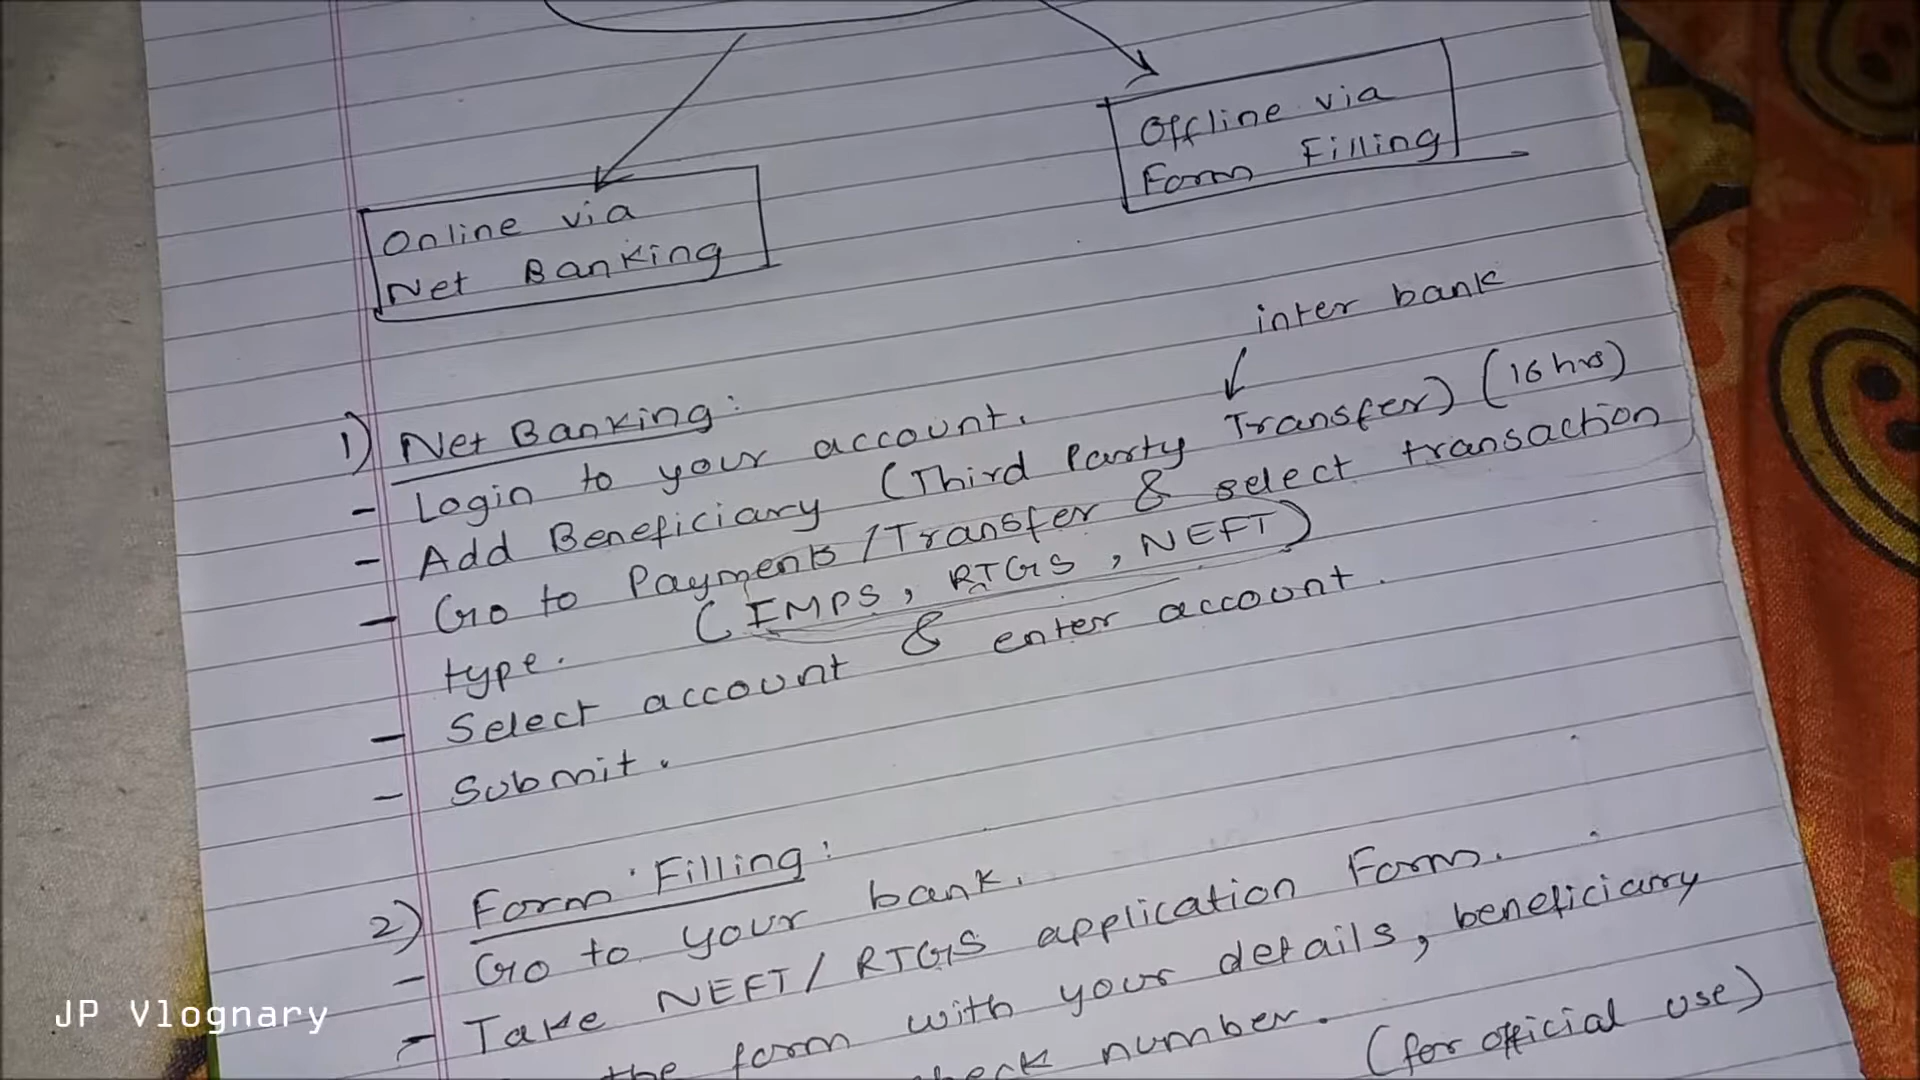 Offline via
Form Filling
Online via
Net Banking
inter bank
1) Net Banking:
- Login to your account.
- Add Beneficiary (Third Party Transfer) (16 hrs)
- Go to Payments/Transfer & select transaction
type. (IMPS, RTGS, NEFT)
- Select account & enter account.
- Submit.
2) Form Filling:
- Go to your bank.
- Take NEFT/RTGS application Form.
the form with your details, beneficiary
number.
(for official use)
JP Vlognary